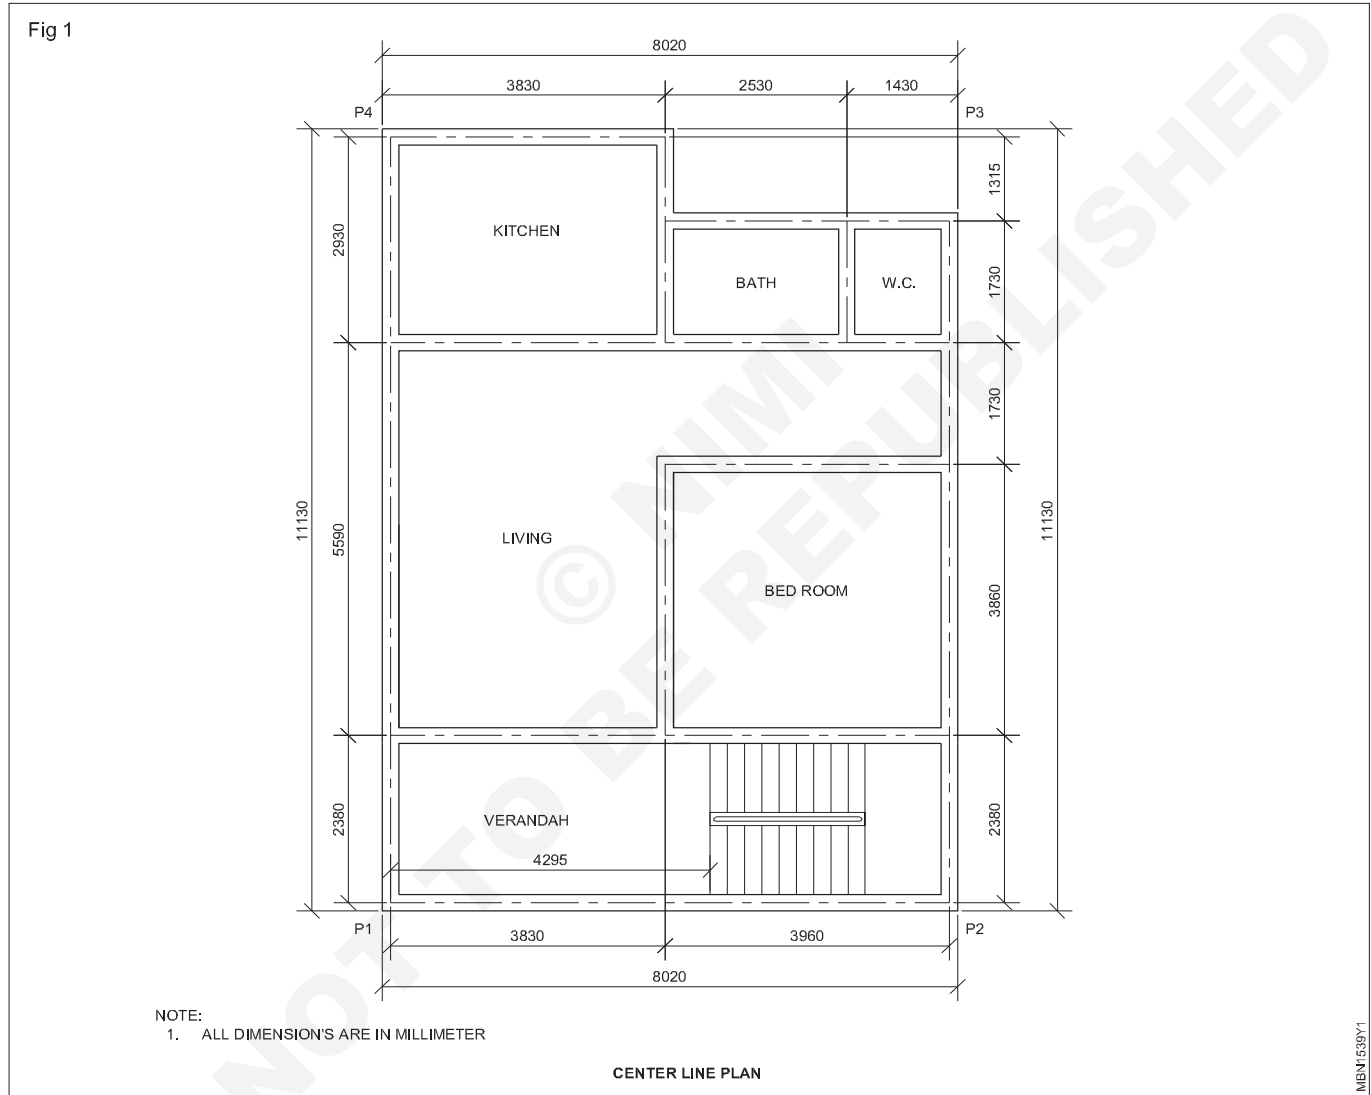 Fig 1
8020
3830 2530 1430
P4 P3
1315
2930
KITCHEN
BATH W.C.
1730
1730
11130
5590
LIVING
BED ROOM
3860
11130
2380
VERANDAH
2380
4295
P1 P2
3830 3960
8020
NOTE:
1. ALL DIMENSION'S ARE IN MILLIMETER
CENTER LINE PLAN
MBN1539Y1
© NIMI
NOT TO BE REPUBLISHED